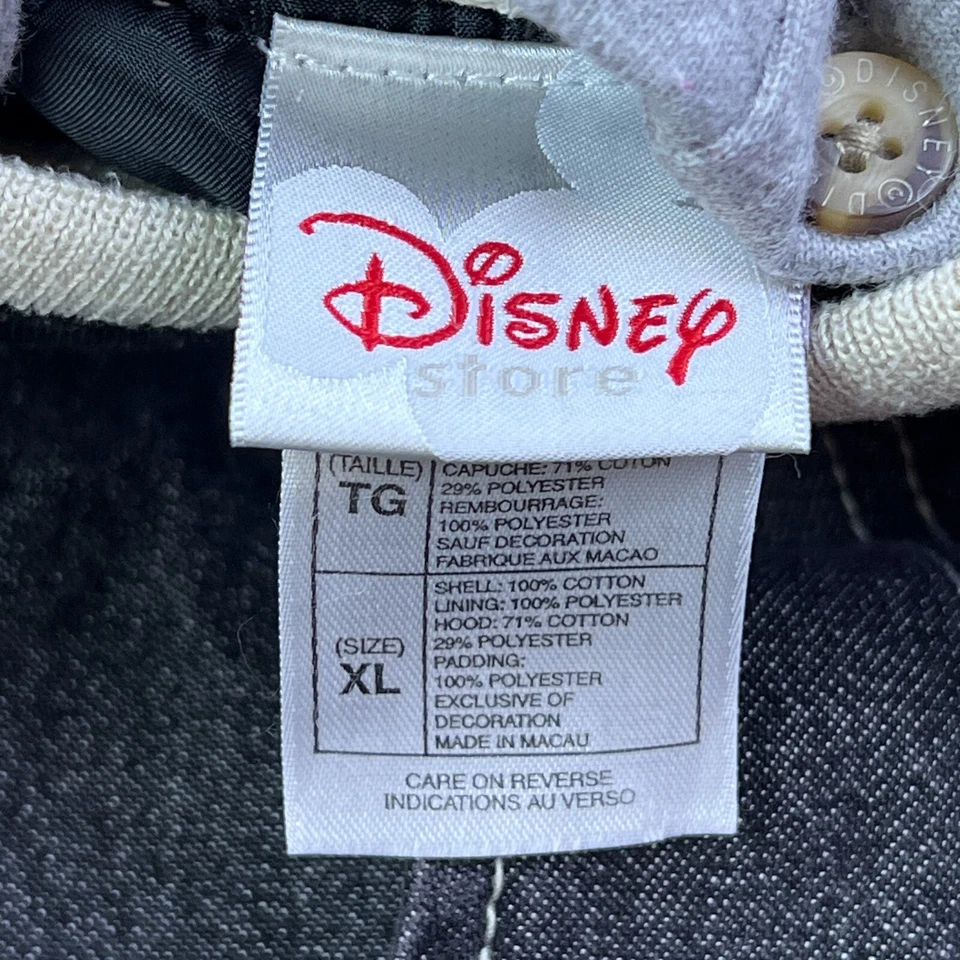 © DISNEY © DI
Disney
store
(TAILLE)
TG
CAPUCHE: 71% COTON
29% POLYESTER
REMBOURRAGE:
100% POLYESTER
SAUF DECORATION
FABRIQUE AUX MACAO
(SIZE)
XL
SHELL: 100% COTTON
LINING: 100% POLYESTER
HOOD: 71% COTTON
29% POLYESTER
PADDING:
100% POLYESTER
EXCLUSIVE OF
DECORATION
MADE IN MACAU
CARE ON REVERSE
INDICATIONS AU VERSO